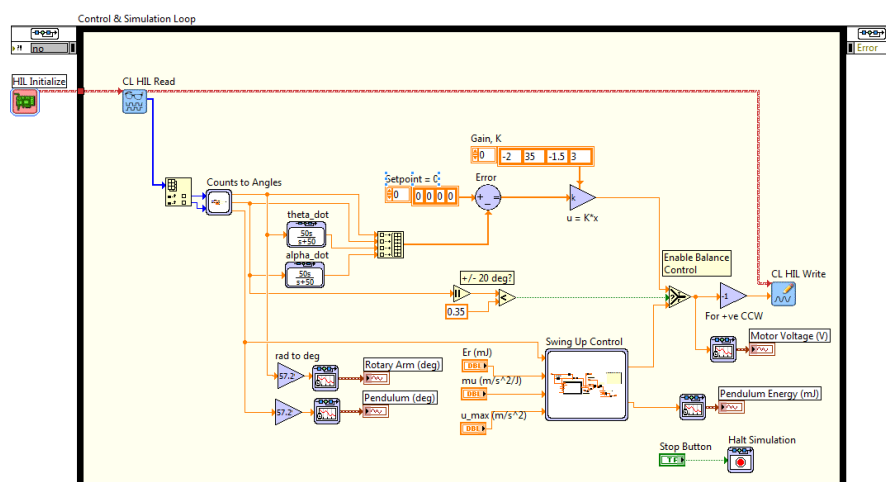 Control & Simulation Loop
no
Error
HIL Initialize
CL HIL Read
Gain, K
0 -2 35 -1.5 3
Setpoint = 0
0 0 0 0 0
Error
k
u = K*x
Counts to Angles
theta_dot
50s
s+50
alpha_dot
50s
s+50
+/- 20 deg?
0.35
Enable Balance
Control
-1
For +ve CCW
CL HIL Write
Motor Voltage (V)
Swing Up Control
Er (mJ)
DBL
mu (m/s^2/J)
DBL
u_max (m/s^2)
DBL
rad to deg
57.2
Rotary Arm (deg)
57.2
Pendulum (deg)
Pendulum Energy (mJ)
Stop Button
TF
Halt Simulation